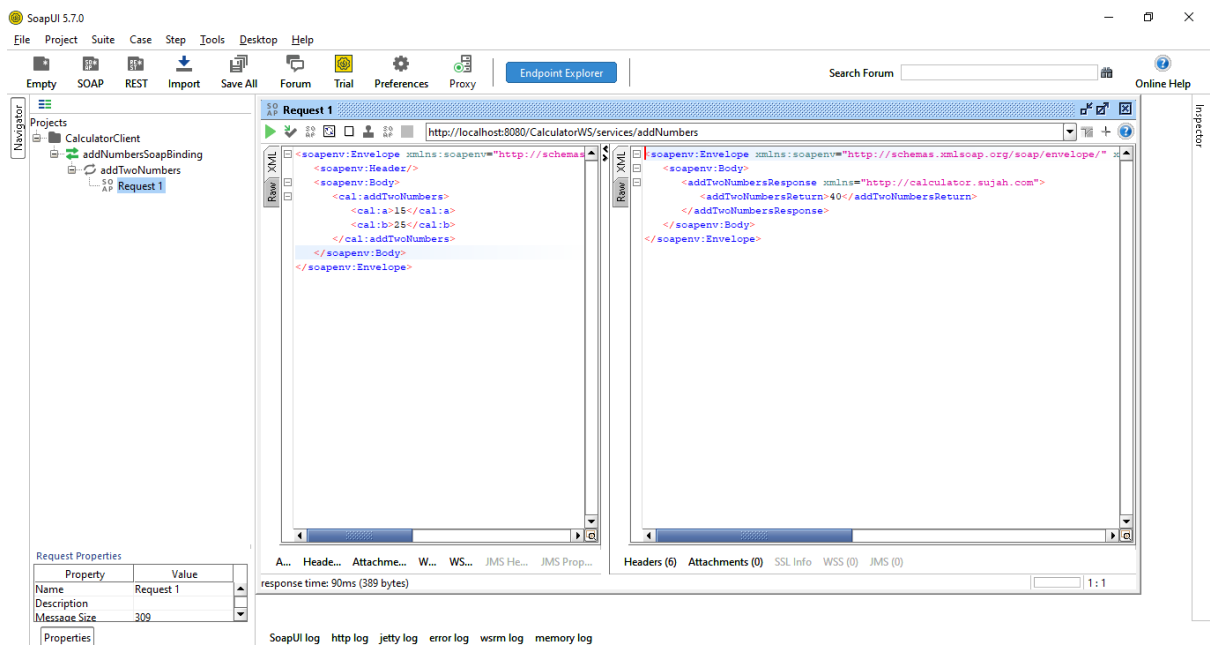 SoapUI 5.7.0
File Project Suite Case Step Tools Desktop Help
Empty SOAP REST Import Save All Forum Trial Preferences Proxy Endpoint Explorer Search Forum Online Help
Navigator
Projects
CalculatorClient
addNumbersSoapBinding
addTwoNumbers
Request 1
Request Properties
Property Value
Name Request 1
Description
Message Size 309
Properties
Request 1
http://localhost:8080/CalculatorWS/services/addNumbers
XML
Raw
<soapenv:Envelope xmlns:soapenv="http://schemas
<soapenv:Header/>
<soapenv:Body>
<cal:addTwoNumbers>
<cal:a>15</cal:a>
<cal:b>25</cal:b>
</cal:addTwoNumbers>
</soapenv:Body>
</soapenv:Envelope>
A... Heade... Attachme... W... WS... JMS He... JMS Prop...
XML
Raw
<soapenv:Envelope xmlns:soapenv="http://schemas.xmlsoap.org/soap/envelope/" x
<soapenv:Body>
<addTwoNumbersResponse xmlns="http://calculator.sujah.com">
<addTwoNumbersReturn>40</addTwoNumbersReturn>
</addTwoNumbersResponse>
</soapenv:Body>
</soapenv:Envelope>
Headers (6) Attachments (0) SSL Info WSS (0) JMS (0)
response time: 90ms (389 bytes) 1 : 1
SoapUI log http log jetty log error log wsrm log memory log
Inspector